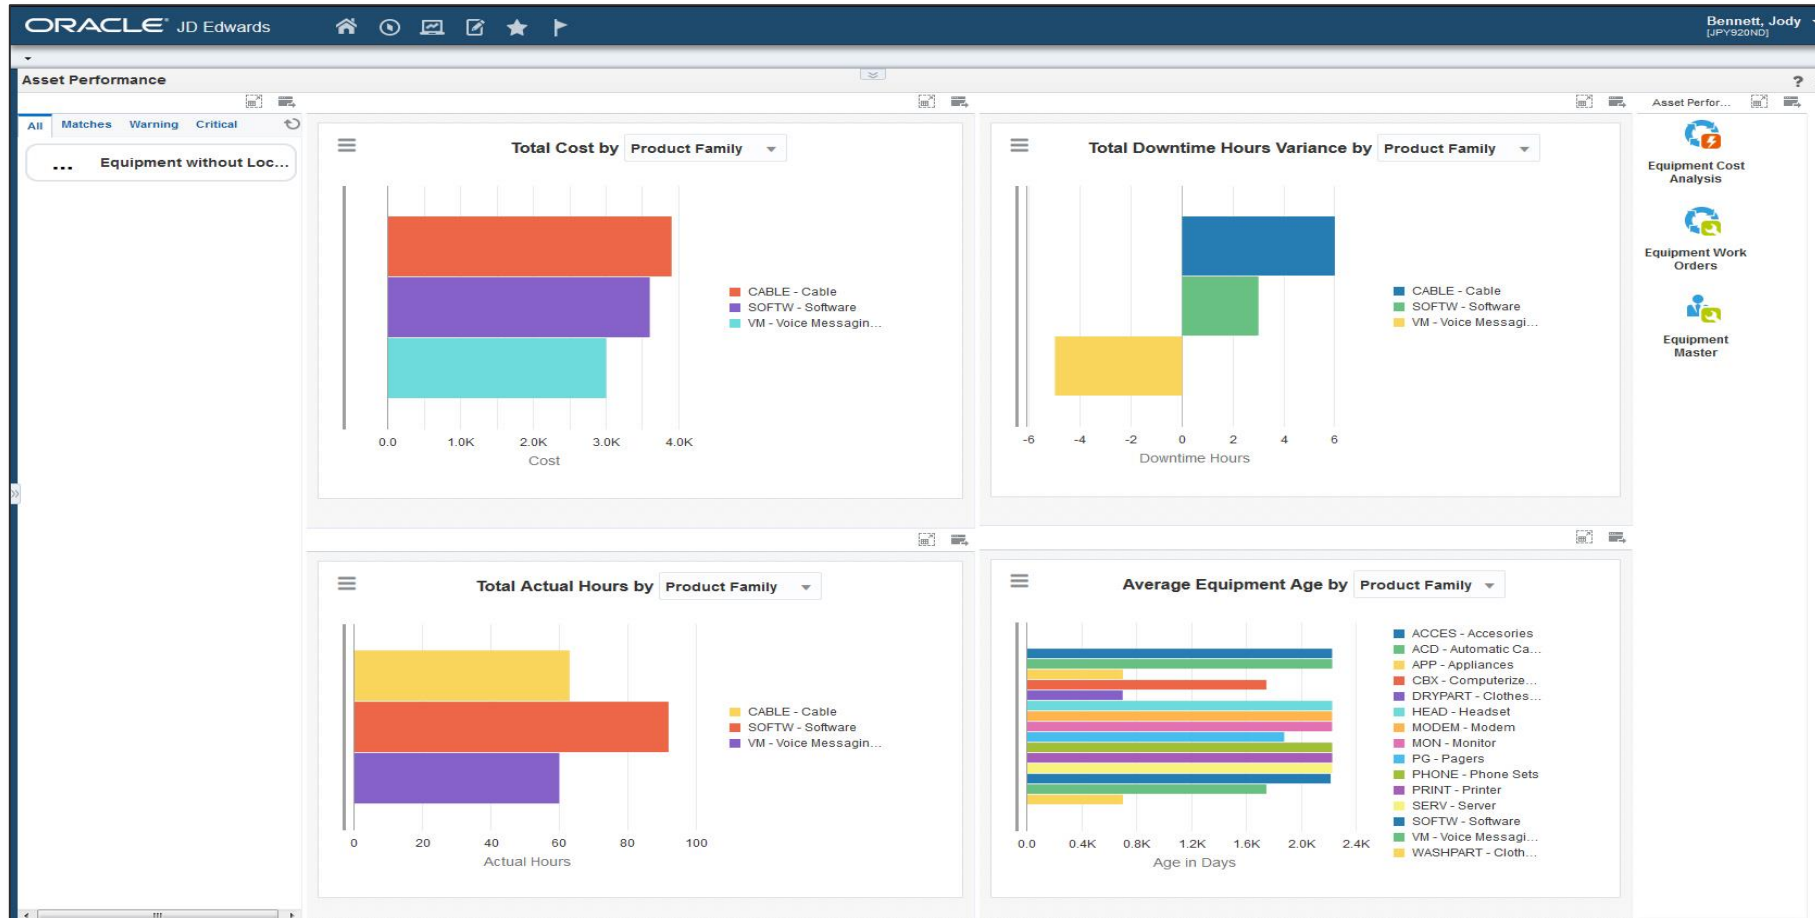 ORACLE® JD Edwards
Bennett, Jody
[JPY920ND]
Asset Performance
?
All Matches Warning Critical
... Equipment without Loc...
Total Cost by Product Family
CABLE - Cable
SOFTW - Software
VM - Voice Messagin...
0.0 1.0K 2.0K 3.0K 4.0K
Cost
Total Downtime Hours Variance by Product Family
CABLE - Cable
SOFTW - Software
VM - Voice Messagi...
-6 -4 -2 0 2 4 6
Downtime Hours
Asset Perfor...
Equipment Cost
Analysis
Equipment Work
Orders
Equipment
Master
Total Actual Hours by Product Family
CABLE - Cable
SOFTW - Software
VM - Voice Messagin...
0 20 40 60 80 100
Actual Hours
Average Equipment Age by Product Family
ACCES - Accesories
ACD - Automatic Ca...
APP - Appliances
CBX - Computerize...
DRYPART - Clothes...
HEAD - Headset
MODEM - Modem
MON - Monitor
PG - Pagers
PHONE - Phone Sets
PRINT - Printer
SERV - Server
SOFTW - Software
VM - Voice Messagi...
WASHPART - Cloth...
0.0 0.4K 0.8K 1.2K 1.6K 2.0K 2.4K
Age in Days